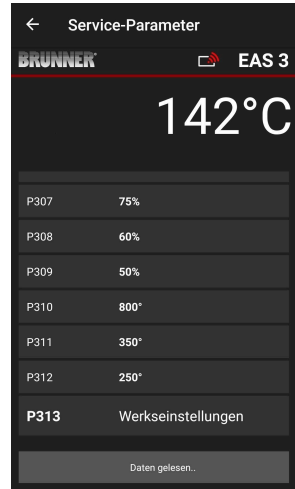 ← Service-Parameter
BRUNNER EAS 3
142°C
P307 75%
P308 60%
P309 50%
P310 800°
P311 350°
P312 250°
P313 Werkseinstellungen
Daten gelesen..